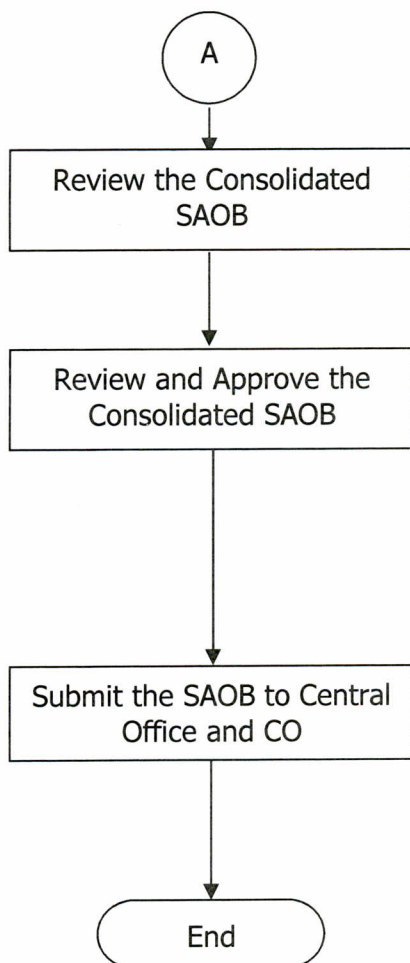 A
Review the Consolidated
SAOB
Review and Approve the
Consolidated SAOB
Submit the SAOB to Central
Office and CO
End